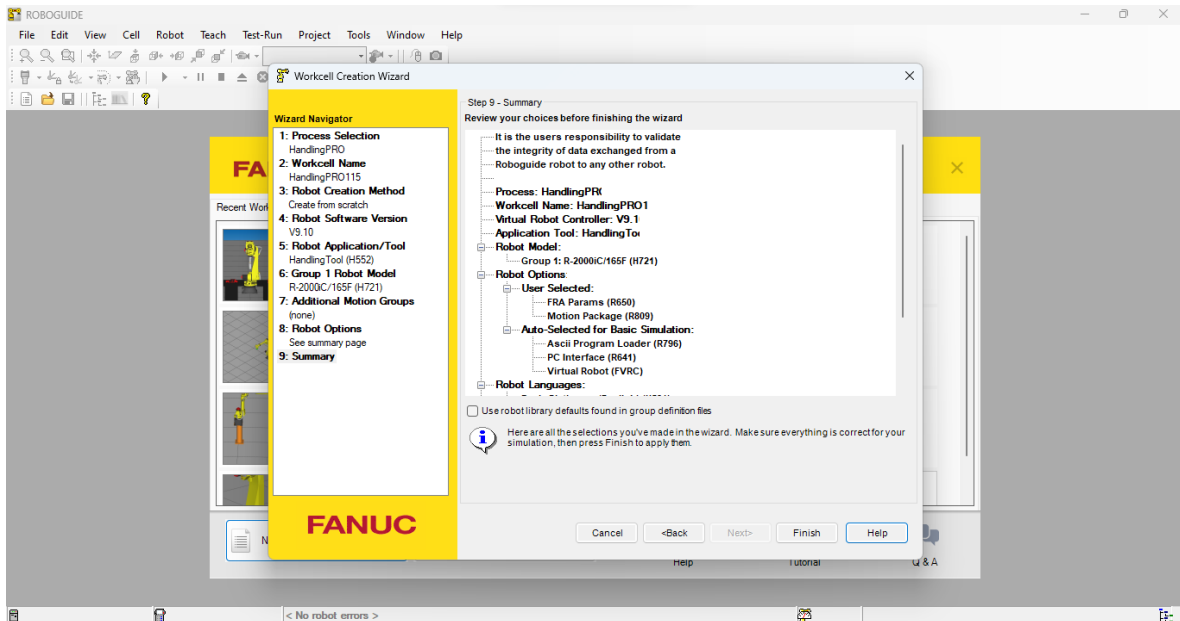 ROBOGUIDE
File Edit View Cell Robot Teach Test-Run Project Tools Window Help
Workcell Creation Wizard
FA
Recent Work
Wizard Navigator
1: Process Selection
HandlingPRO
2: Workcell Name
HandlingPRO115
3: Robot Creation Method
Create from scratch
4: Robot Software Version
V9.10
5: Robot Application/Tool
HandlingTool (H552)
6: Group 1 Robot Model
R-2000iC/165F (H721)
7: Additional Motion Groups
(none)
8: Robot Options
See summary page
9: Summary
FANUC
Step 9 - Summary
Review your choices before finishing the wizard
It is the users responsibility to validate
the integrity of data exchanged from a
Roboguide robot to any other robot.
Process: HandlingPR
Workcell Name: HandlingPRO1
Virtual Robot Controller: V9.1
Application Tool: HandlingToo
Robot Model:
Group 1: R-2000iC/165F (H721)
Robot Options:
User Selected:
FRA Params (R650)
Motion Package (R809)
Auto-Selected for Basic Simulation:
Ascii Program Loader (R796)
PC Interface (R641)
Virtual Robot (FVRC)
Robot Languages:
Use robot library defaults found in group definition files
Here are all the selections you've made in the wizard. Make sure everything is correct for your
simulation, then press Finish to apply them.
Cancel <Back Next> Finish Help
N
Help Tutorial Q & A
< No robot errors >